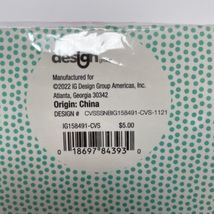 design
Manufactured for
©2022 IG Design Group Americas, Inc.
Atlanta, Georgia 30342
Origin: China
DESIGN # CVSSSNBIG158491-CVS-1121
IG158491-CVS $5.00
0 18697 84393 0